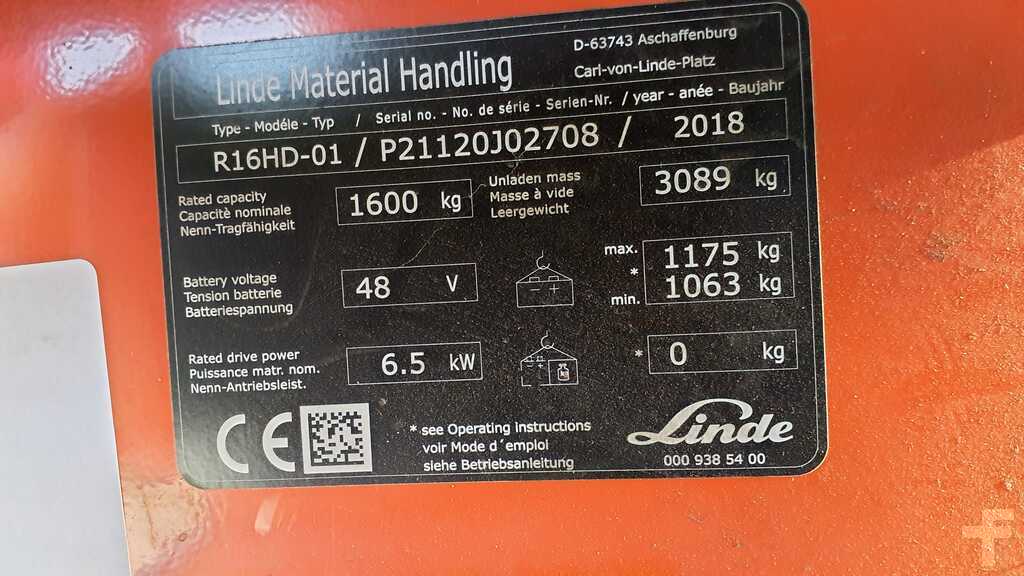 Linde Material Handling
D-63743 Aschaffenburg
Carl-von-Linde-Platz
Type - Modéle - Typ / Serial no. - No. de série - Serien-Nr. / year - anée - Baujahr
R16HD-01 / P21120J02708 / 2018
Rated capacity
Capacitè nominale
Nenn-Tragfähigkeit
1600 kg
Unladen mass
Masse à vide
Leergewicht
3089 kg
Battery voltage
Tension batterie
Batteriespannung
48 V
max. 1175 kg
*
min. 1063 kg
Rated drive power
Puissance matr. nom.
Nenn-Antriebsleist.
6.5 kW
* 0 kg
CE
* see Operating instructions
voir Mode d´emploi
siehe Betriebsanleitung
Linde
000 938 54 00